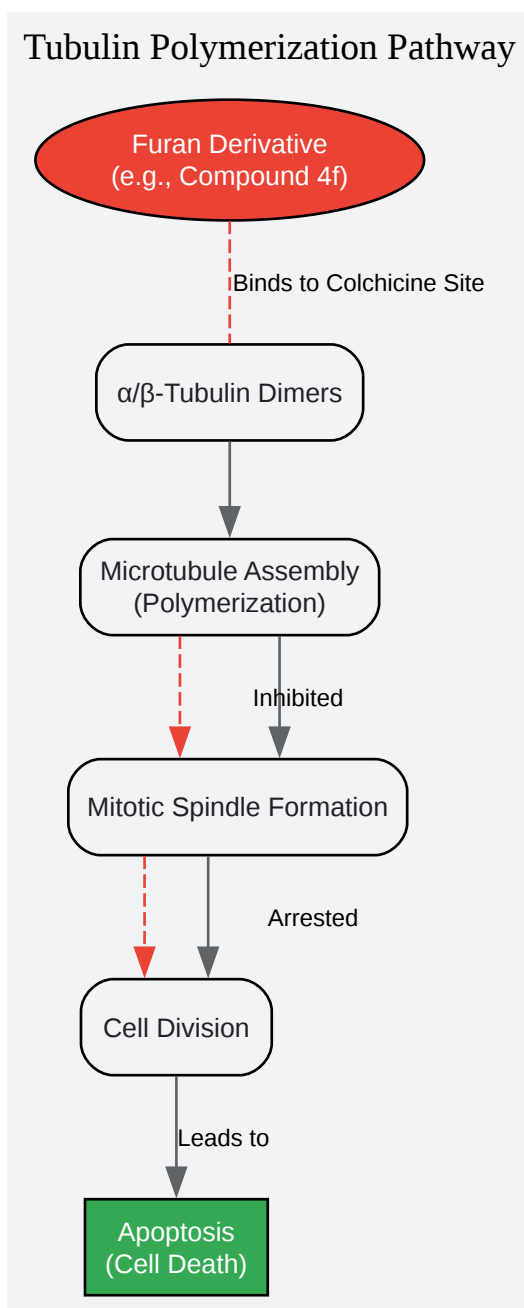 Tubulin Polymerization Pathway
Furan Derivative
(e.g., Compound 4f)
Binds to Colchicine Site
α/β-Tubulin Dimers
Microtubule Assembly
(Polymerization)
Inhibited
Mitotic Spindle Formation
Arrested
Cell Division
Leads to
Apoptosis
(Cell Death)